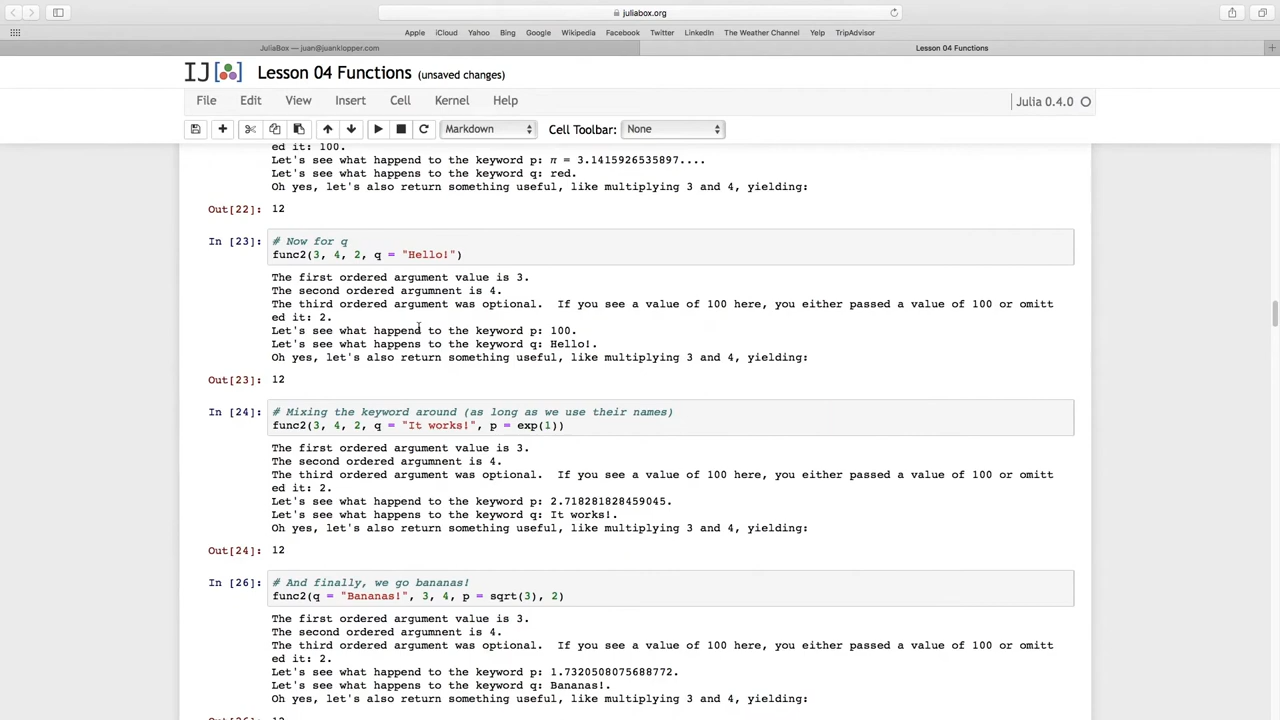 juliabox.org
Apple iCloud Yahoo Bing Google Wikipedia Facebook Twitter LinkedIn The Weather Channel Yelp TripAdvisor
JuliaBox — juan@juanklopper.com Lesson 04 Functions
IJ Lesson 04 Functions (unsaved changes)
File Edit View Insert Cell Kernel Help Julia 0.4.0
Markdown Cell Toolbar: None
ed it: 100.
Let's see what happend to the keyword p: π = 3.1415926535897....
Let's see what happens to the keyword q: red.
Oh yes, let's also return something useful, like multiplying 3 and 4, yielding:
Out[22]: 12
In [23]: # Now for q
func2(3, 4, 2, q = "Hello!")
The first ordered argument value is 3.
The second ordered argumnent is 4.
The third ordered argument was optional.  If you see a value of 100 here, you either passed a value of 100 or omitt
ed it: 2.
Let's see what happend to the keyword p: 100.
Let's see what happens to the keyword q: Hello!.
Oh yes, let's also return something useful, like multiplying 3 and 4, yielding:
Out[23]: 12
In [24]: # Mixing the keyword around (as long as we use their names)
func2(3, 4, 2, q = "It works!", p = exp(1))
The first ordered argument value is 3.
The second ordered argumnent is 4.
The third ordered argument was optional.  If you see a value of 100 here, you either passed a value of 100 or omitt
ed it: 2.
Let's see what happend to the keyword p: 2.718281828459045.
Let's see what happens to the keyword q: It works!.
Oh yes, let's also return something useful, like multiplying 3 and 4, yielding:
Out[24]: 12
In [26]: # And finally, we go bananas!
func2(q = "Bananas!", 3, 4, p = sqrt(3), 2)
The first ordered argument value is 3.
The second ordered argumnent is 4.
The third ordered argument was optional.  If you see a value of 100 here, you either passed a value of 100 or omitt
ed it: 2.
Let's see what happend to the keyword p: 1.7320508075688772.
Let's see what happens to the keyword q: Bananas!.
Oh yes, let's also return something useful, like multiplying 3 and 4, yielding:
Out[26]: 12